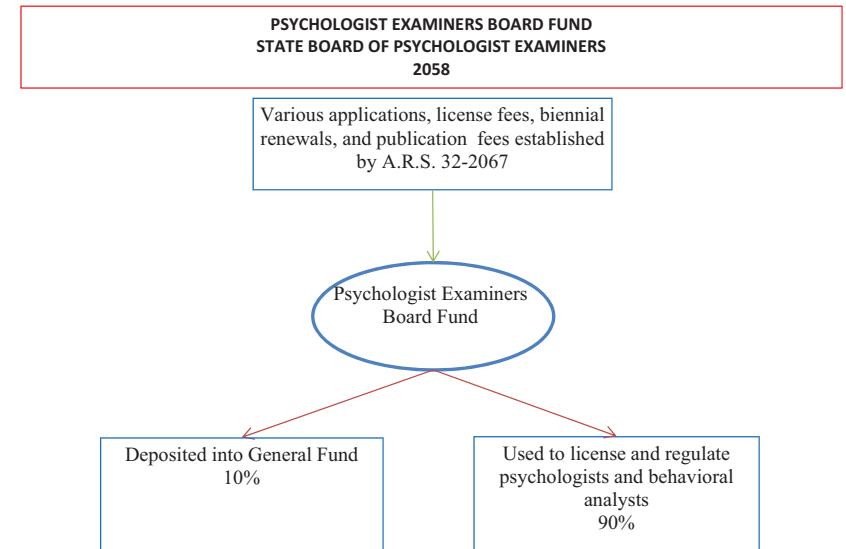 PSYCHOLOGIST EXAMINERS BOARD FUND
STATE BOARD OF PSYCHOLOGIST EXAMINERS
2058
Various applications, license fees, biennial
renewals, and publication  fees established
by A.R.S. 32-2067
Psychologist Examiners
Board Fund
Deposited into General Fund
10%
Used to license and regulate
psychologists and behavioral
analysts
90%